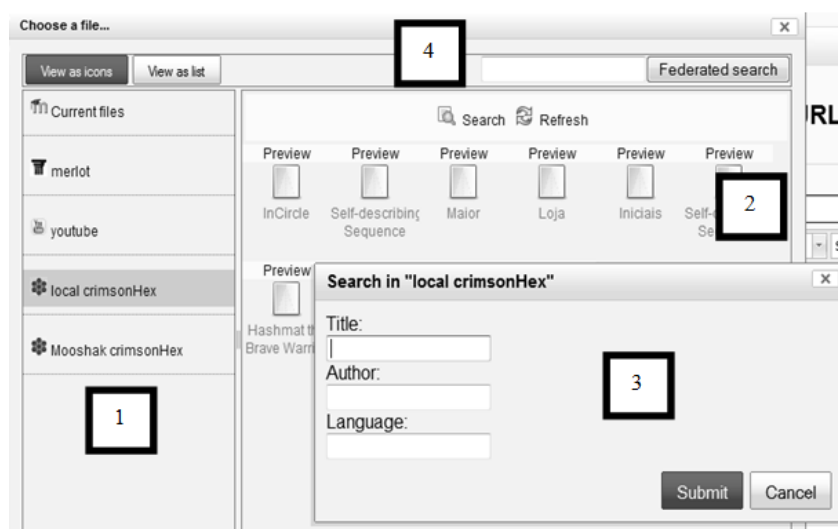 Choose a file...
4
View as icons View as list Federated search
Current files
merlot
youtube
local crimsonHex
Mooshak crimsonHex
1
Search Refresh
Preview Preview Preview Preview Preview Preview
InCircle Self-describing Maior Loja Iniciais
Sequence
2
Preview
Hashmat
Brave
Search in "local crimsonHex"
Title:
Author:
Language:
3
Submit Cancel